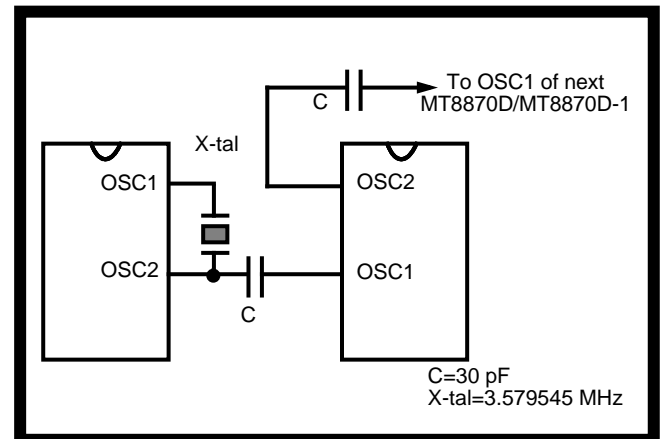 To OSC1 of next
MT8870D/MT8870D-1
C
X-tal
OSC1
OSC2
OSC2
OSC1
C
C=30 pF
X-tal=3.579545 MHz